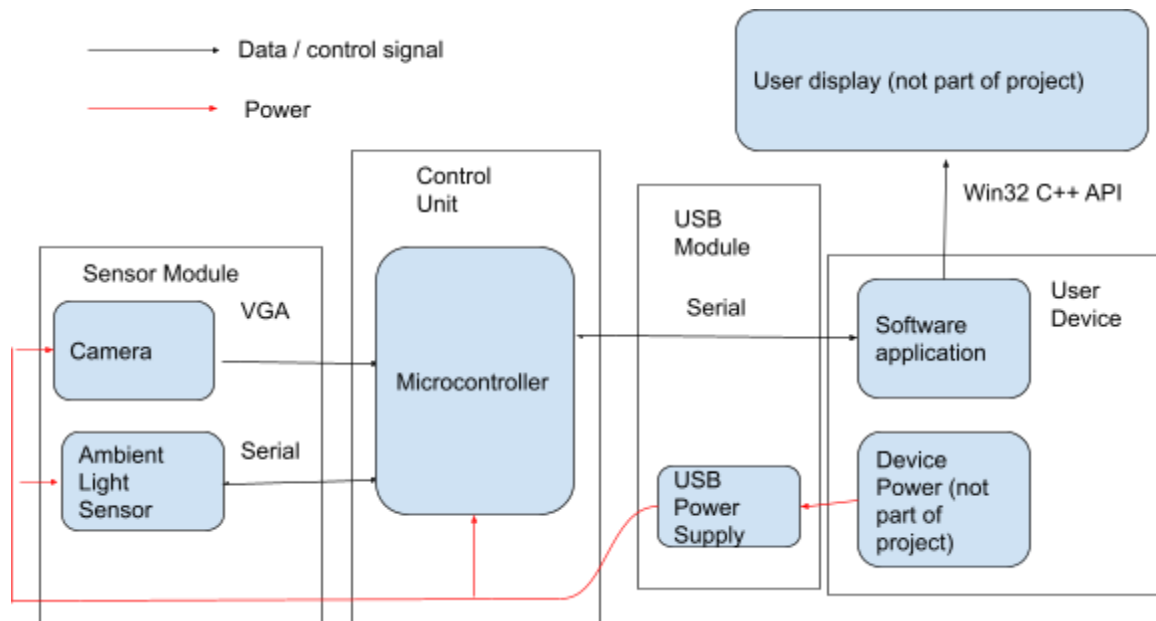 Data / control signal
Power
User display (not part of project)
Win32 C++ API
Control
Unit
USB
Module
Sensor Module
VGA
Camera
Microcontroller
Serial
Software
application
User
Device
Ambient
Light
Sensor
Serial
USB
Power
Supply
Device
Power (not
part of
project)